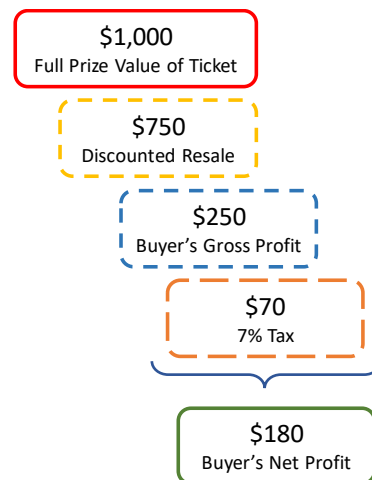 $1,000
Full Prize Value of Ticket
$750
Discounted Resale
$250
Buyer’s Gross Profit
$70
7% Tax
$180
Buyer’s Net Profit